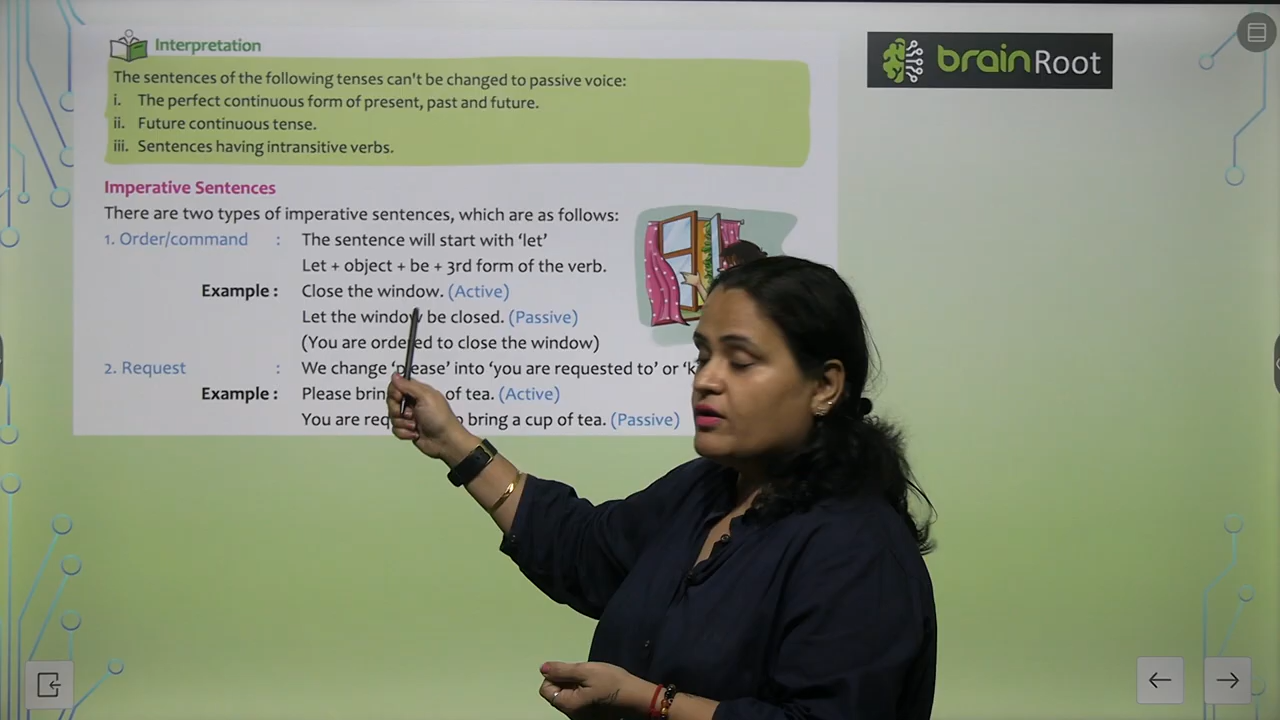 Interpretation
The sentences of the following tenses can't be changed to passive voice:
i. The perfect continuous form of present, past and future.
ii. Future continuous tense.
iii. Sentences having intransitive verbs.
Imperative Sentences
There are two types of imperative sentences, which are as follows:
1. Order/command : The sentence will start with ‘let’
Let + object + be + 3rd form of the verb.
Example : Close the window. (Active)
Let the window be closed. (Passive)
(You are ordered to close the window)
2. Request : We change ‘please’ into ‘you are requested to’ or
Example : Please of tea. (Active)
You are bring a cup of tea. (Passive)
brainRoot